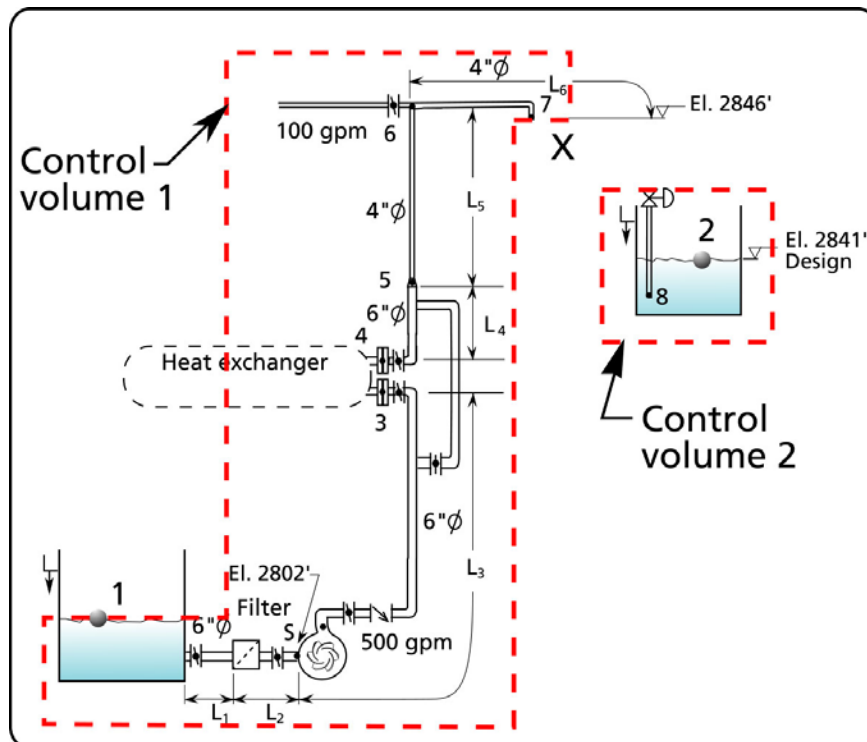 4"Ø
L6
7
El. 2846'
100 gpm
6
X
Control
volume 1
4"Ø
L5
2
El. 2841'
Design
5
8
6"Ø
L4
4
Heat exchanger
3
Control
volume 2
6"Ø
L3
1
El. 2802'
6"Ø
Filter
S
500 gpm
L1
L2